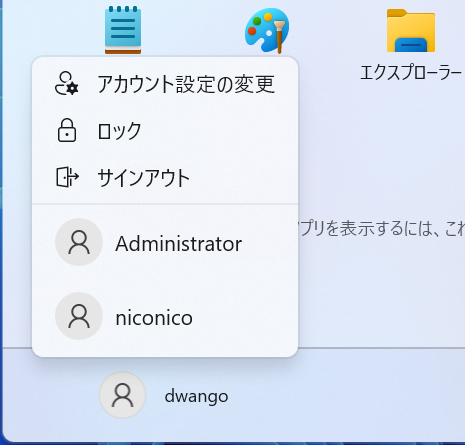 エクスプローラー
アカウント設定の変更
ロック
サインアウト
プリを表示するには、これ
Administrator
niconico
dwango